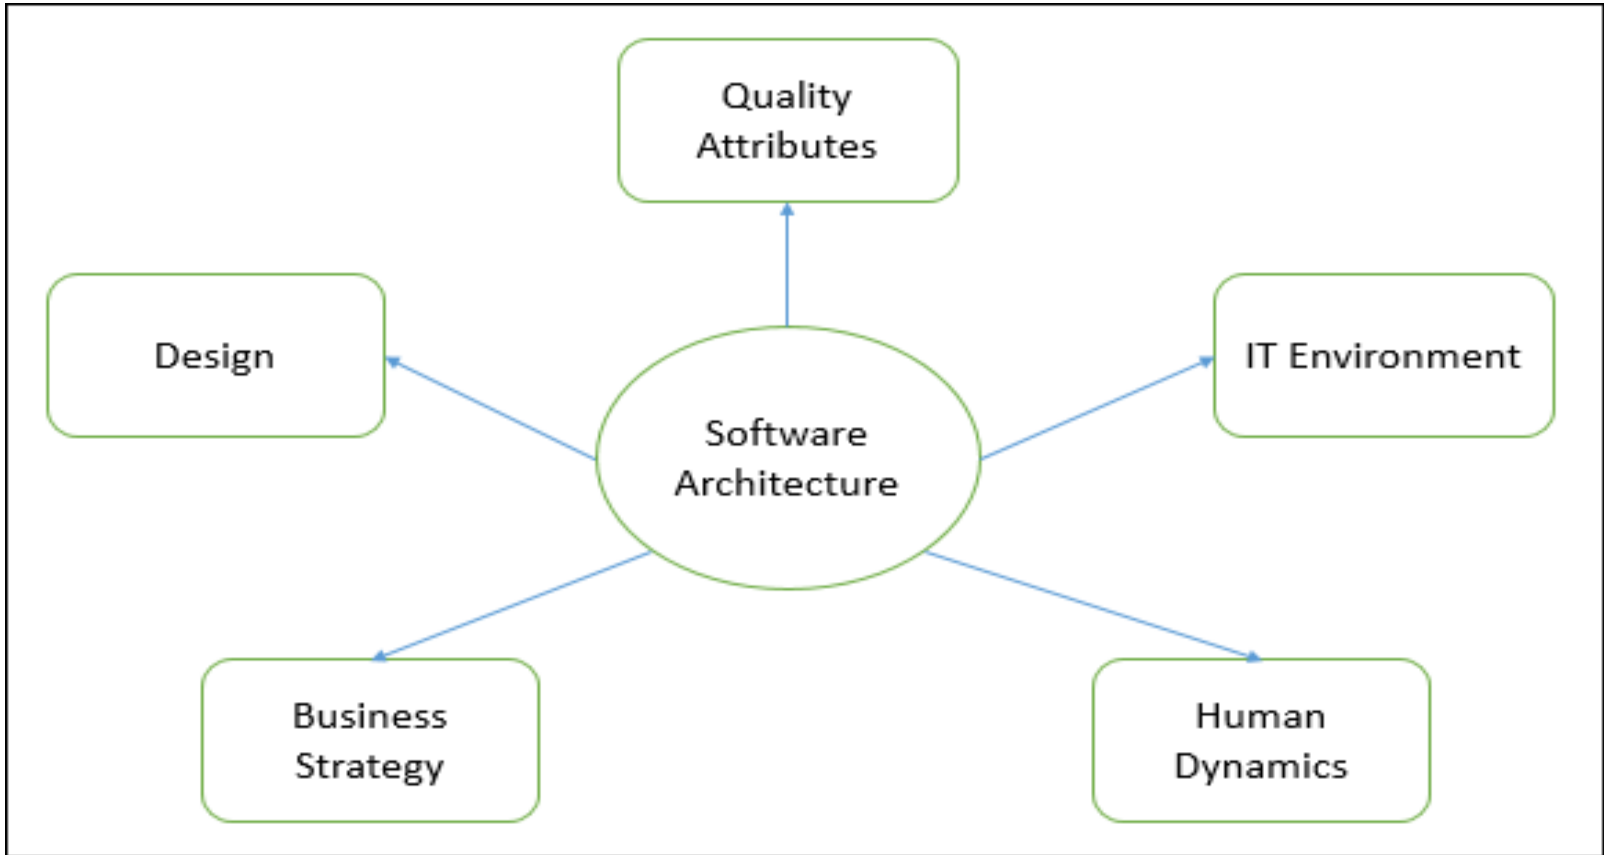 Quality
Attributes
Design
IT Environment
Software
Architecture
Business
Strategy
Human
Dynamics